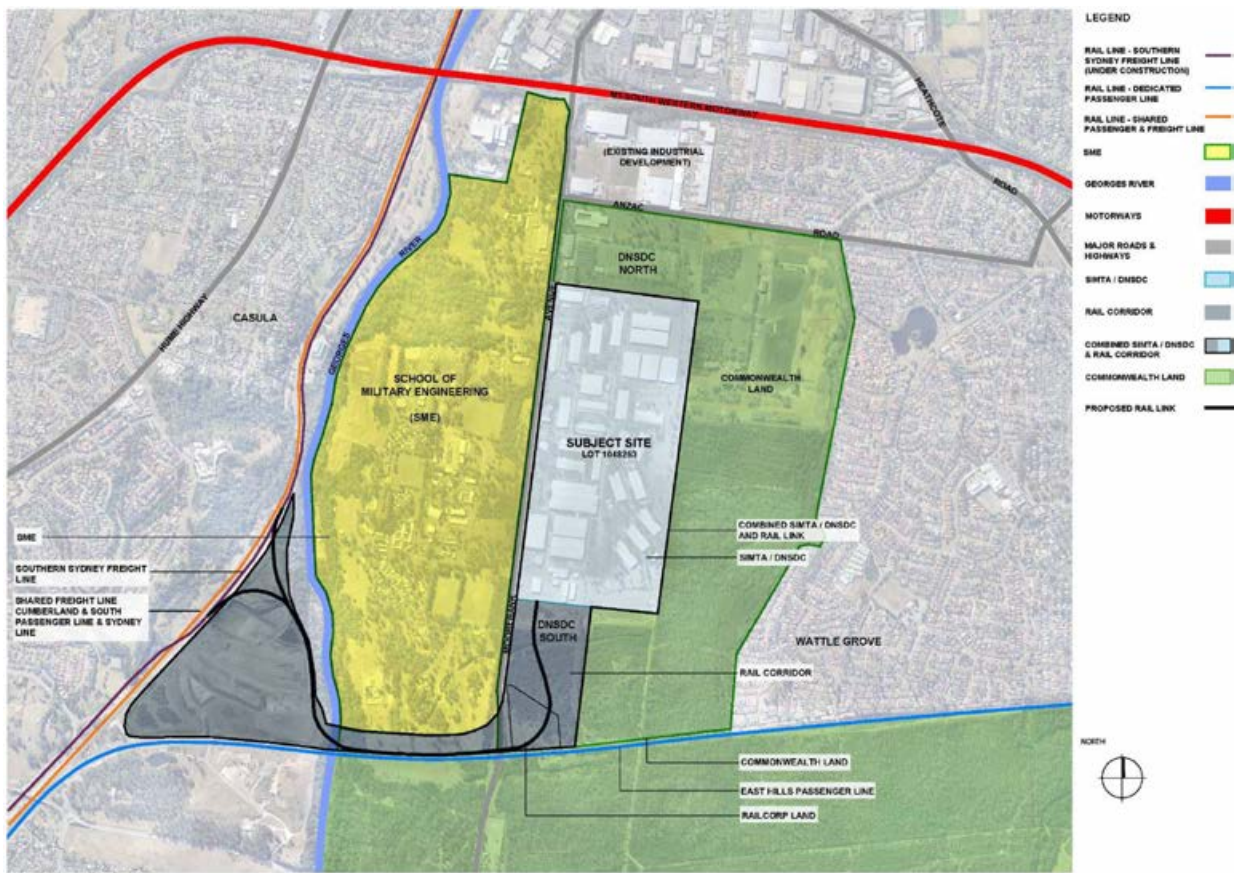 LEGEND
RAIL LINE - SOUTHERN
SYDNEY FREIGHT LINE
(UNDER CONSTRUCTION)
RAIL LINE - DEDICATED
PASSENGER LINE
RAIL LINE - SHARED
PASSENGER & FREIGHT LINE
SME
GEORGES RIVER
MOTORWAYS
MAJOR ROADS &
HIGHWAYS
SIMTA / DNSDC
RAIL CORRIDOR
COMBINED SIMTA / DNSDC
& RAIL CORRIDOR
COMMONWEALTH LAND
PROPOSED RAIL LINK
NORTH
M5 SOUTH WESTERN MOTORWAY
HEATHCOTE
ROAD
(EXISTING INDUSTRIAL
DEVELOPMENT)
ANZAC
ROAD
DNSDC
NORTH
RIVER
GEORGES
HUME HIGHWAY
CASULA
AVENUE
SCHOOL OF
MILITARY ENGINEERING
(SME)
COMMONWEALTH
LAND
SUBJECT SITE
LOT 1048263
COMBINED SIMTA / DNSDC
AND RAIL LINK
SIMTA / DNSDC
SME
SOUTHERN SYDNEY FREIGHT
LINE
SHARED FREIGHT LINE
CUMBERLAND & SOUTH
PASSENGER LINE & SYDNEY
LINE
MOOREBANK
DNSDC
SOUTH
WATTLE GROVE
RAIL CORRIDOR
COMMONWEALTH LAND
EAST HILLS PASSENGER LINE
RAILCORP LAND